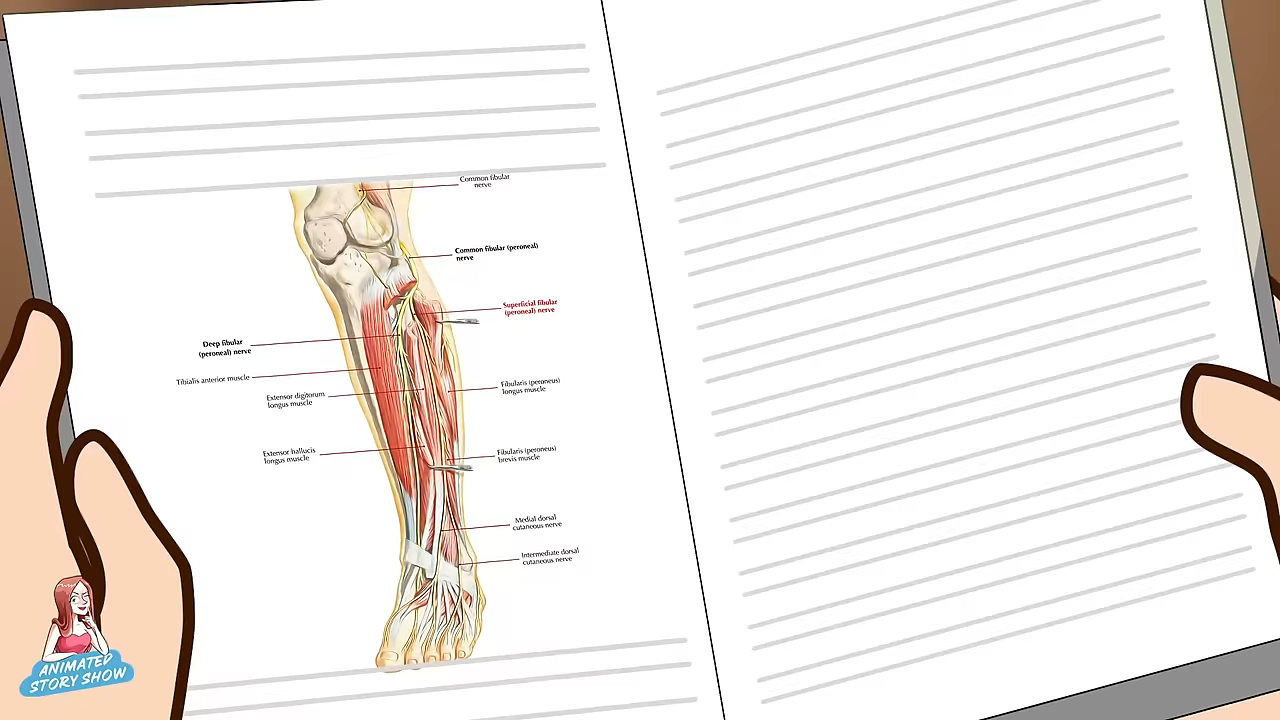 Common fibular
nerve
Common fibular (peroneal)
nerve
Superficial fibular
(peroneal) nerve
Deep fibular
(peroneal) nerve
Tibialis anterior muscle
Extensor digitorum
longus muscle
Fibularis (peroneus)
longus muscle
Extensor hallucis
longus muscle
Fibularis (peroneus)
brevis muscle
Medial dorsal
cutaneous nerve
Intermediate dorsal
cutaneous nerve
ANIMATED
STORY SHOW